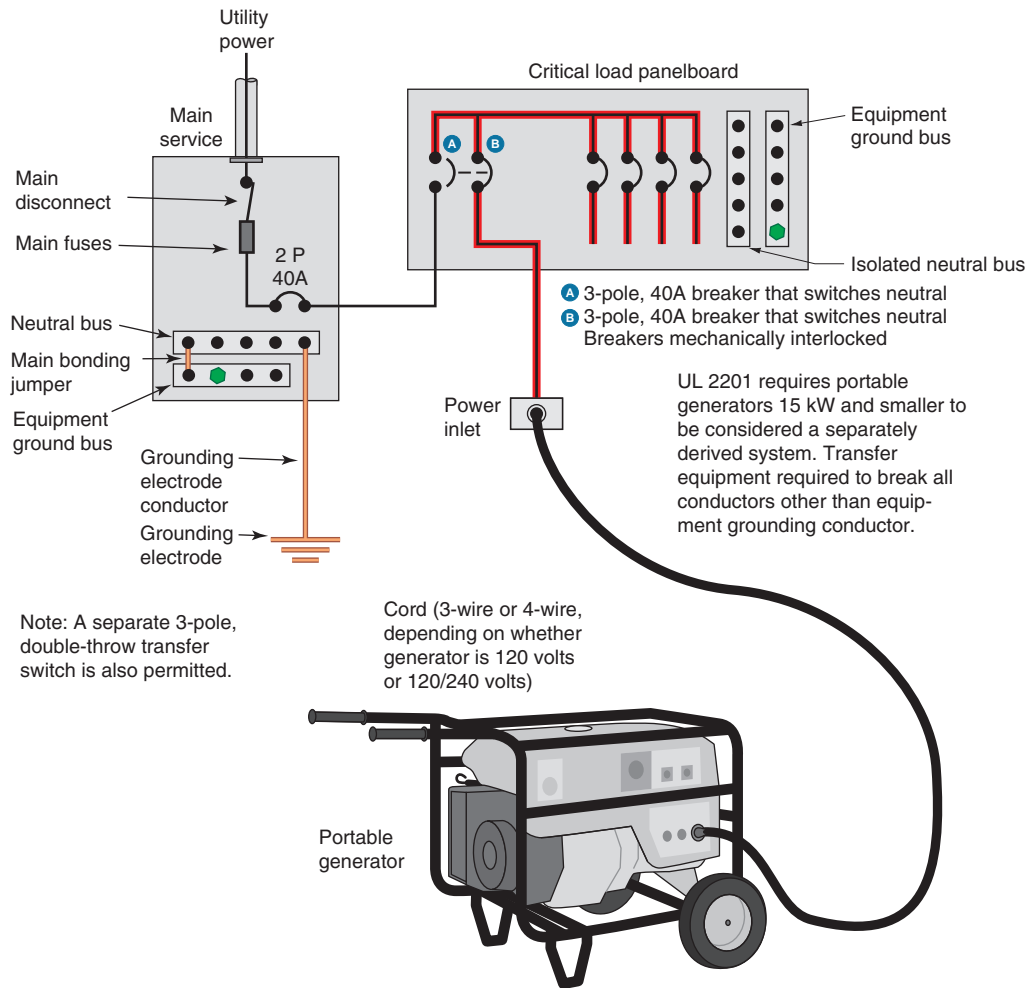 Utility
power
Critical load panelboard
Main
service
Equipment
ground bus
A
B
Main
disconnect
Main fuses
2 P
40A
Isolated neutral bus
A 3-pole, 40A breaker that switches neutral
B 3-pole, 40A breaker that switches neutral
Breakers mechanically interlocked
Neutral bus
Main bonding
jumper
Equipment
ground bus
Power
inlet
UL 2201 requires portable
generators 15 kW and smaller to
be considered a separately
derived system. Transfer
equipment required to break all
conductors other than equip-
ment grounding conductor.
Grounding
electrode
conductor
Grounding
electrode
Note: A separate 3-pole,
double-throw transfer
switch is also permitted.
Cord (3-wire or 4-wire,
depending on whether
generator is 120 volts
or 120/240 volts)
Portable
generator